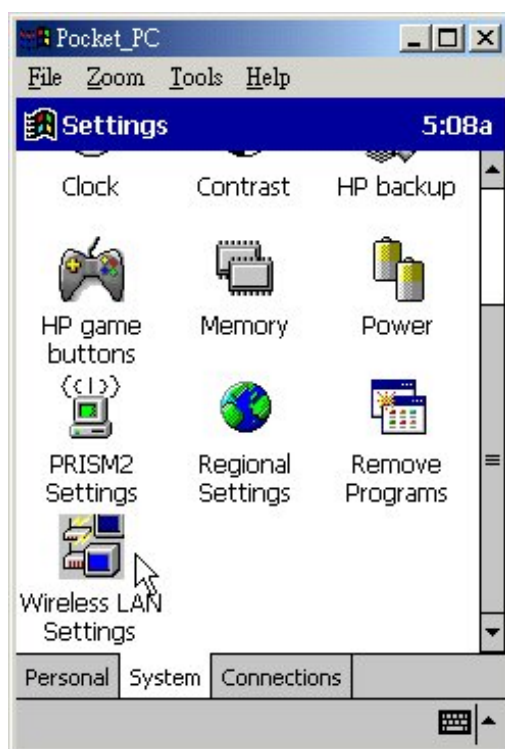 Pocket_PC
File Zoom Tools Help
Settings 5:08a
Clock Contrast HP backup
HP game buttons Memory Power
PRISM2 Settings Regional Settings Remove Programs
Wireless LAN Settings
Personal System Connections